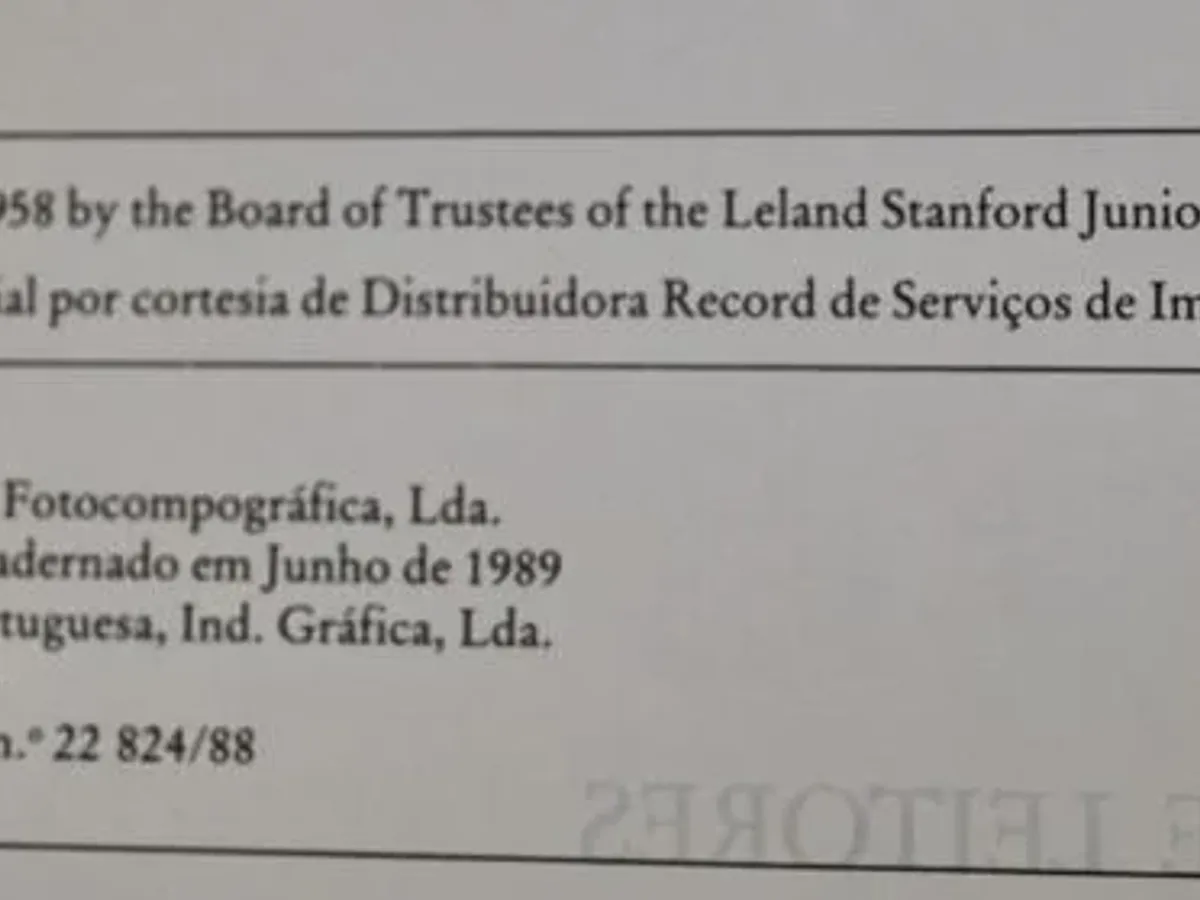 958 by the Board of Trustees of the Leland Stanford Junio
ial por cortesia de Distribuidora Record de Serviços de Im
Fotocompográfica, Lda.
adernado em Junho de 1989
tuguesa, Ind. Gráfica, Lda.
n.º 22 824/88
E LEITORES